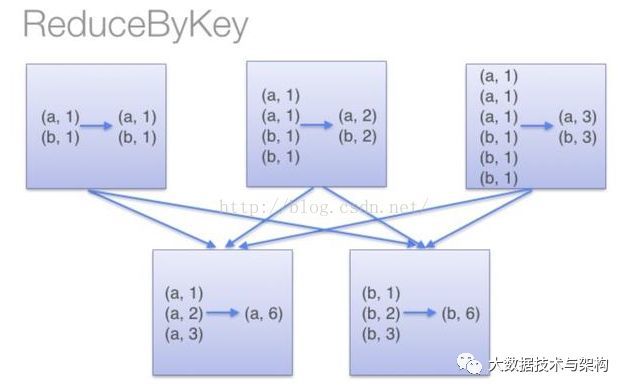 ReduceByKey
(a, 1) (a, 1)
(b, 1) (b, 1)
(a, 1)
(a, 1) (a, 2)
(b, 1) (b, 2)
(b, 1)
(a, 1)
(a, 1)
(a, 1) (a, 3)
(b, 1) (b, 3)
(b, 1)
(b, 1)
http://blog.csdn.net/
(a, 1)
(a, 2) (a, 6)
(a, 3)
(b, 1)
(b, 2) (b, 6)
(b, 3)
大数据技术与架构